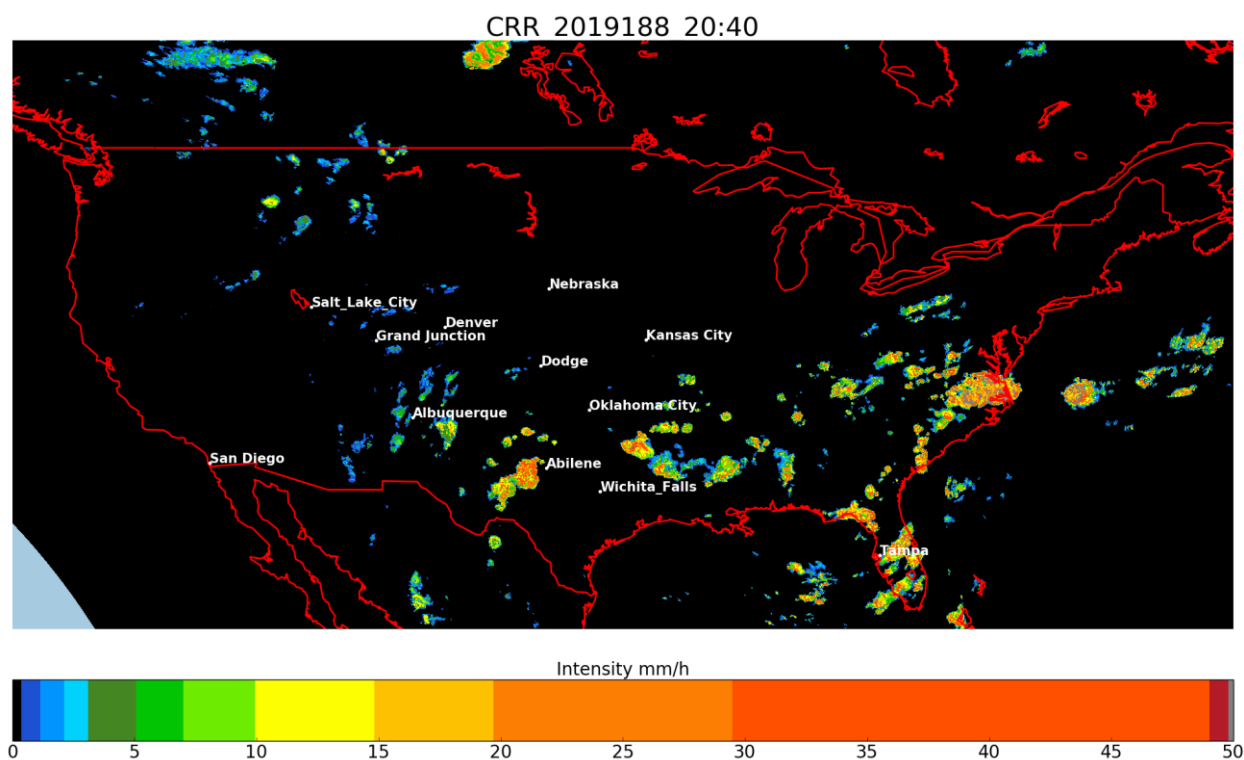 CRR 2019188 20:40
Nebraska
Salt_Lake_City
Denver
Grand Junction
Kansas City
Dodge
Oklahoma City
Albuquerque
San Diego
Abilene
Wichita_Falls
Tampa
Intensity mm/h
0 5 10 15 20 25 30 35 40 45 50